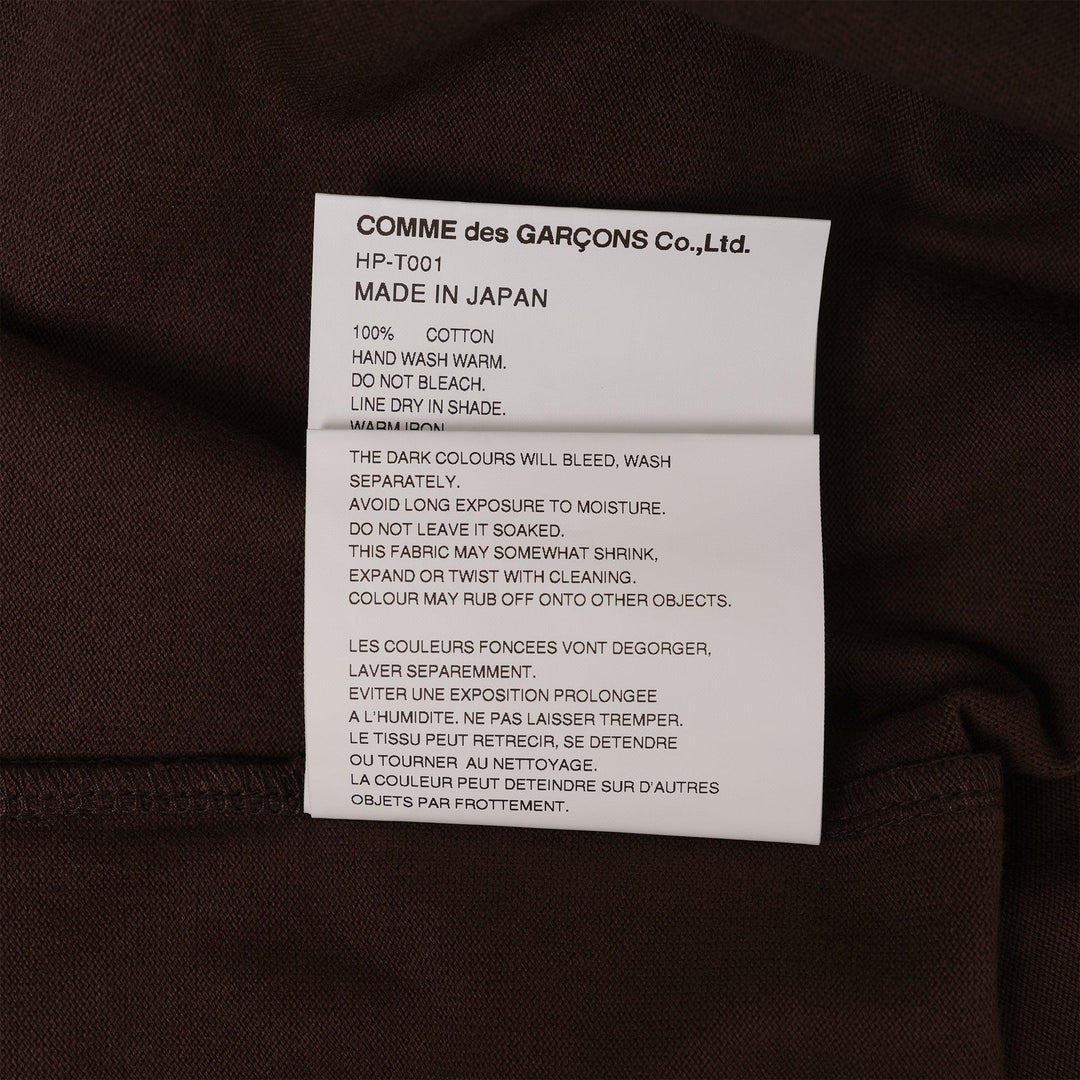 COMME des GARÇONS Co.,Ltd.
HP-T001
MADE IN JAPAN
100% COTTON
HAND WASH WARM.
DO NOT BLEACH.
LINE DRY IN SHADE.
WARM IRON
THE DARK COLOURS WILL BLEED, WASH
SEPARATELY.
AVOID LONG EXPOSURE TO MOISTURE.
DO NOT LEAVE IT SOAKED.
THIS FABRIC MAY SOMEWHAT SHRINK,
EXPAND OR TWIST WITH CLEANING.
COLOUR MAY RUB OFF ONTO OTHER OBJECTS.
LES COULEURS FONCEES VONT DEGORGER,
LAVER SEPAREMMENT.
EVITER UNE EXPOSITION PROLONGEE
A L'HUMIDITE. NE PAS LAISSER TREMPER.
LE TISSU PEUT RETRECIR, SE DETENDRE
OU TOURNER AU NETTOYAGE.
LA COULEUR PEUT DETEINDRE SUR D'AUTRES
OBJETS PAR FROTTEMENT.